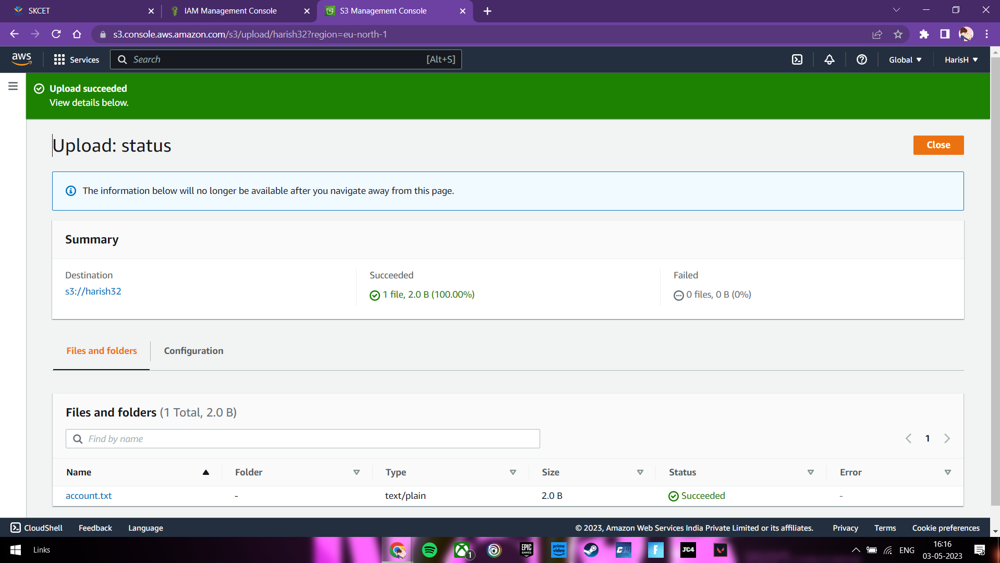 SKCET
IAM Management Console
S3 Management Console
s3.console.aws.amazon.com/s3/upload/harish32?region=eu-north-1
aws
Services
Search
[Alt+S]
Global
HarisH
Upload succeeded
View details below.
Upload: status
Close
The information below will no longer be available after you navigate away from this page.
Summary
Destination
s3://harish32
Succeeded
1 file, 2.0 B (100.00%)
Failed
0 files, 0 B (0%)
Files and folders
Configuration
Files and folders (1 Total, 2.0 B)
Find by name
1
Name
Folder
Type
Size
Status
Error
account.txt
-
text/plain
2.0 B
Succeeded
-
CloudShell
Feedback
Language
© 2023, Amazon Web Services India Private Limited or its affiliates.
Privacy
Terms
Cookie preferences
Links
1
EPIC
GAMES
prime
video
JC4
ENG
16:16
03-05-2023